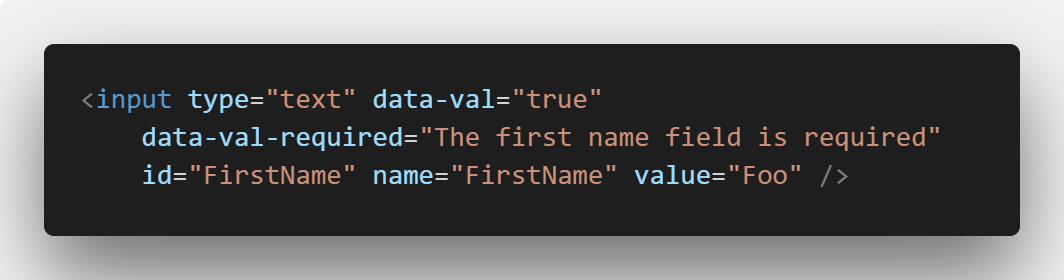 <input type="text" data-val="true"
data-val-required="The first name field is required"
id="FirstName" name="FirstName" value="Foo" />